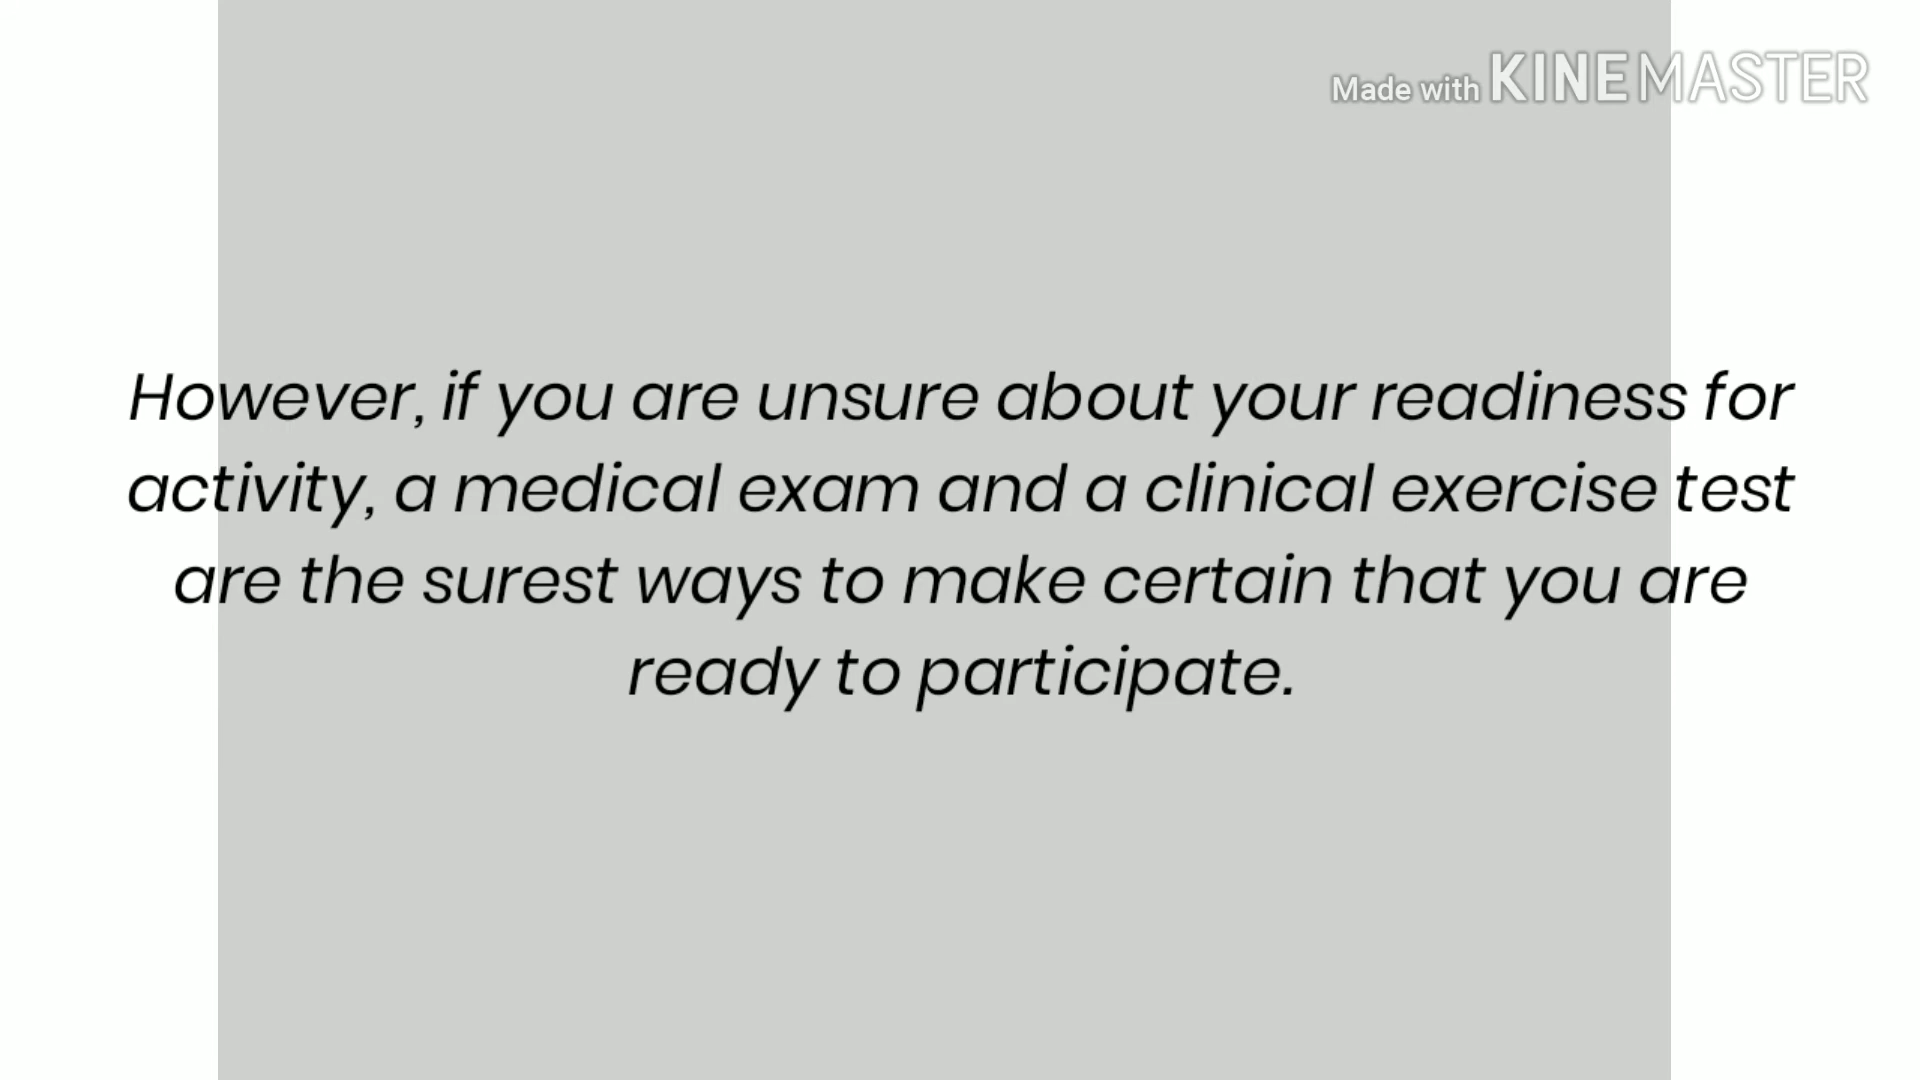 Made with KINEMASTER
However, if you are unsure about your readiness for
activity, a medical exam and a clinical exercise test
are the surest ways to make certain that you are
ready to participate.